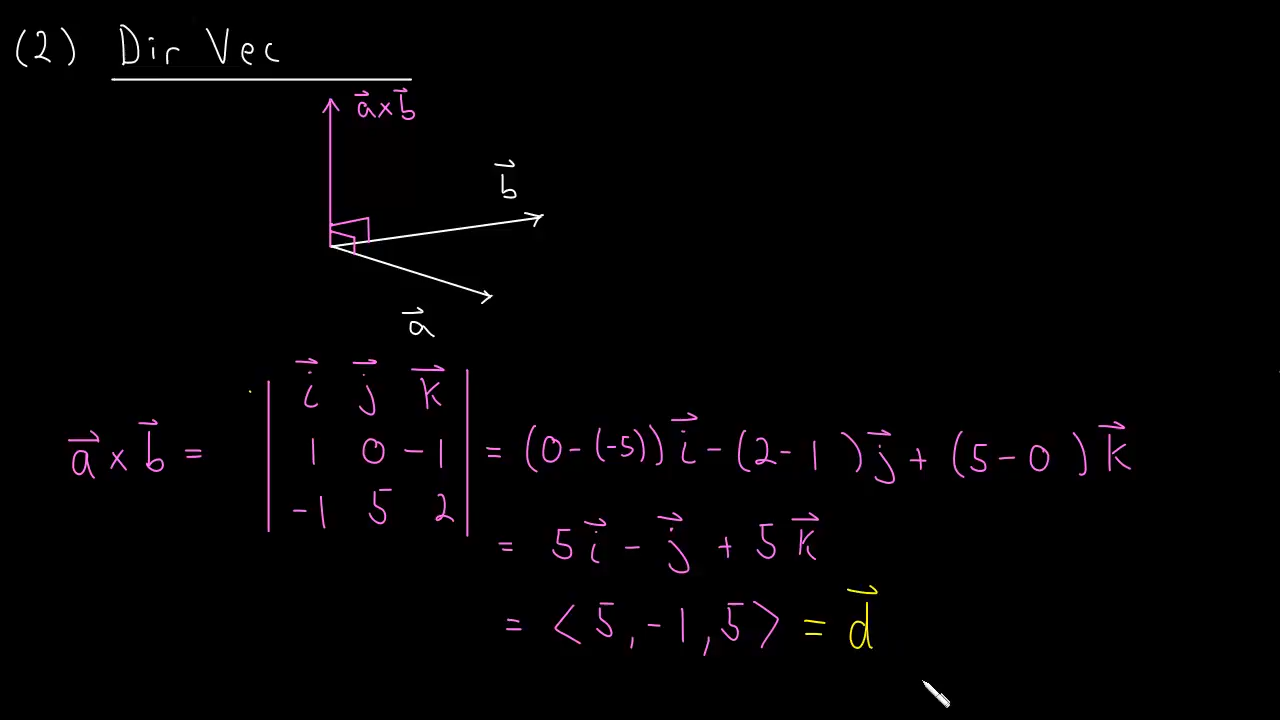 (2) Dir Vec
a⃗×b⃗
b⃗
a⃗
i⃗ j⃗ k⃗
a⃗ × b⃗ = | 1 0 -1 | = (0-(-5)) i⃗ - (2-1) j⃗ + (5-0) k⃗
-1 5 2
= 5 i⃗ - j⃗ + 5 k⃗
= <5, -1, 5> = d⃗